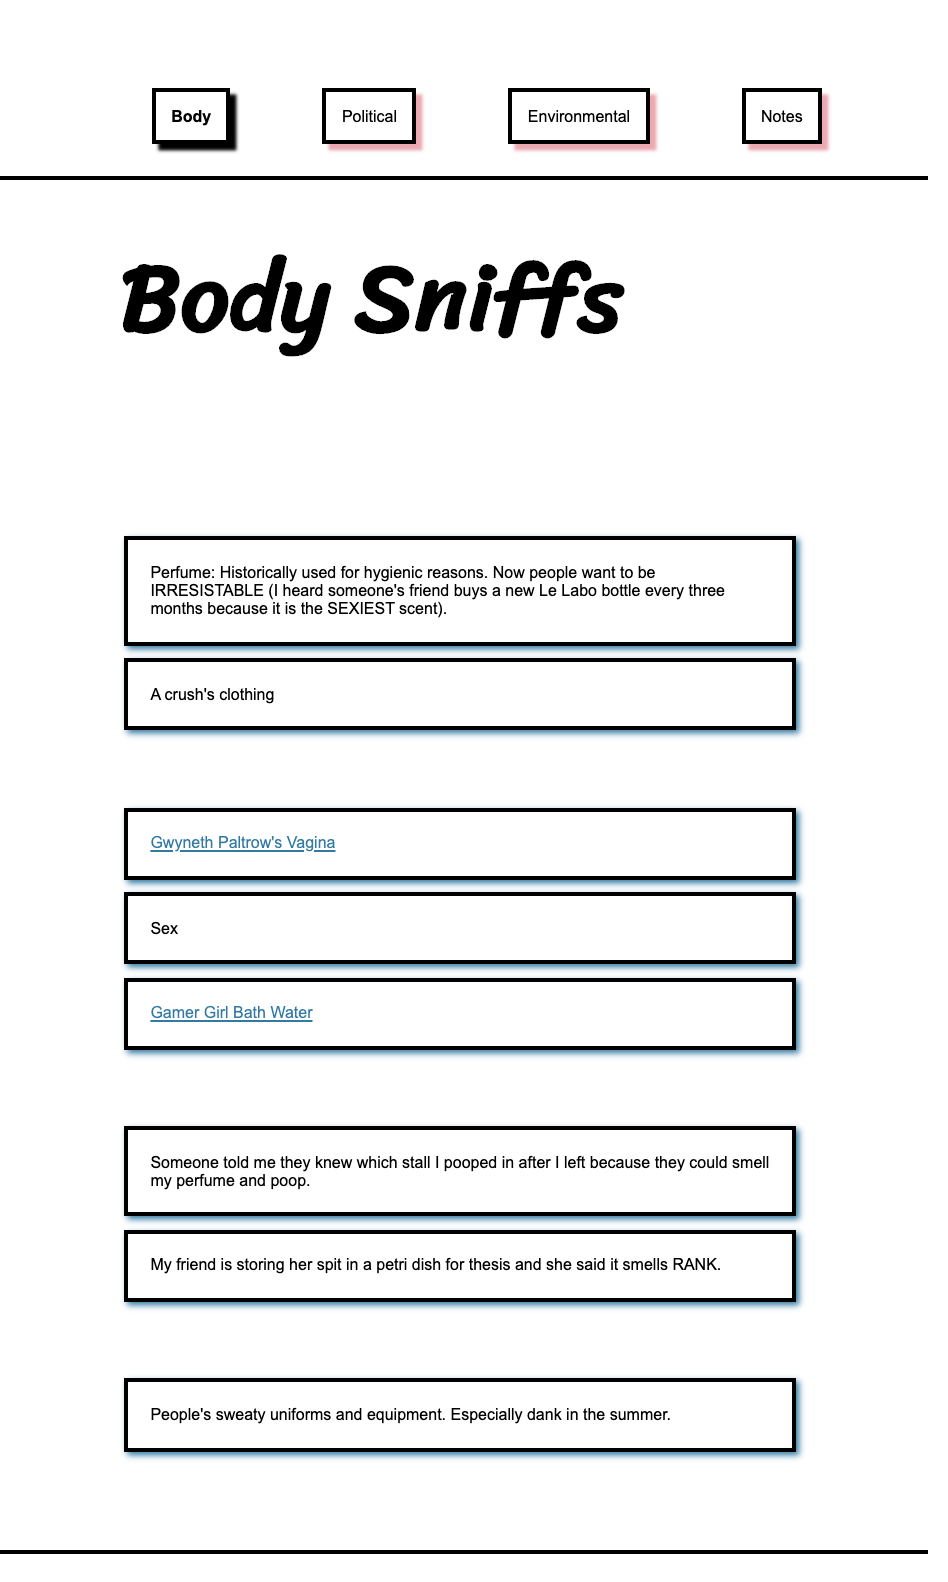 Body
Political
Environmental
Notes
Body Sniffs
Perfume: Historically used for hygienic reasons. Now people want to be
IRRESISTABLE (I heard someone's friend buys a new Le Labo bottle every three
months because it is the SEXIEST scent).
A crush's clothing
Gwyneth Paltrow's Vagina
Sex
Gamer Girl Bath Water
Someone told me they knew which stall I pooped in after I left because they could smell
my perfume and poop.
My friend is storing her spit in a petri dish for thesis and she said it smells RANK.
People's sweaty uniforms and equipment. Especially dank in the summer.